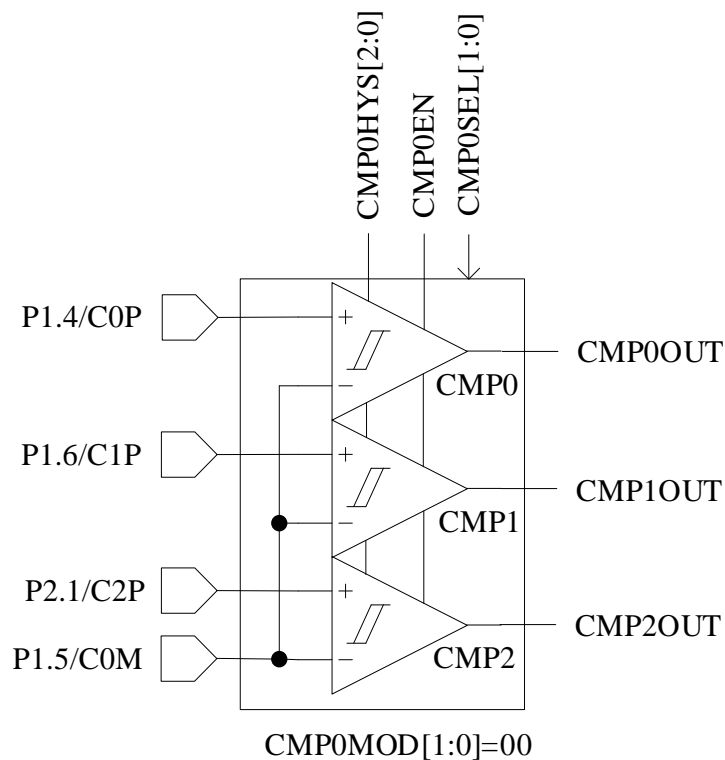 CMP0HYS[2:0]
CMP0EN
CMP0SEL[1:0]
P1.4/C0P
+
−
CMP0
CMP0OUT
P1.6/C1P
+
−
CMP1
CMP1OUT
P2.1/C2P
+
−
CMP2
CMP2OUT
P1.5/C0M
CMP0MOD[1:0]=00